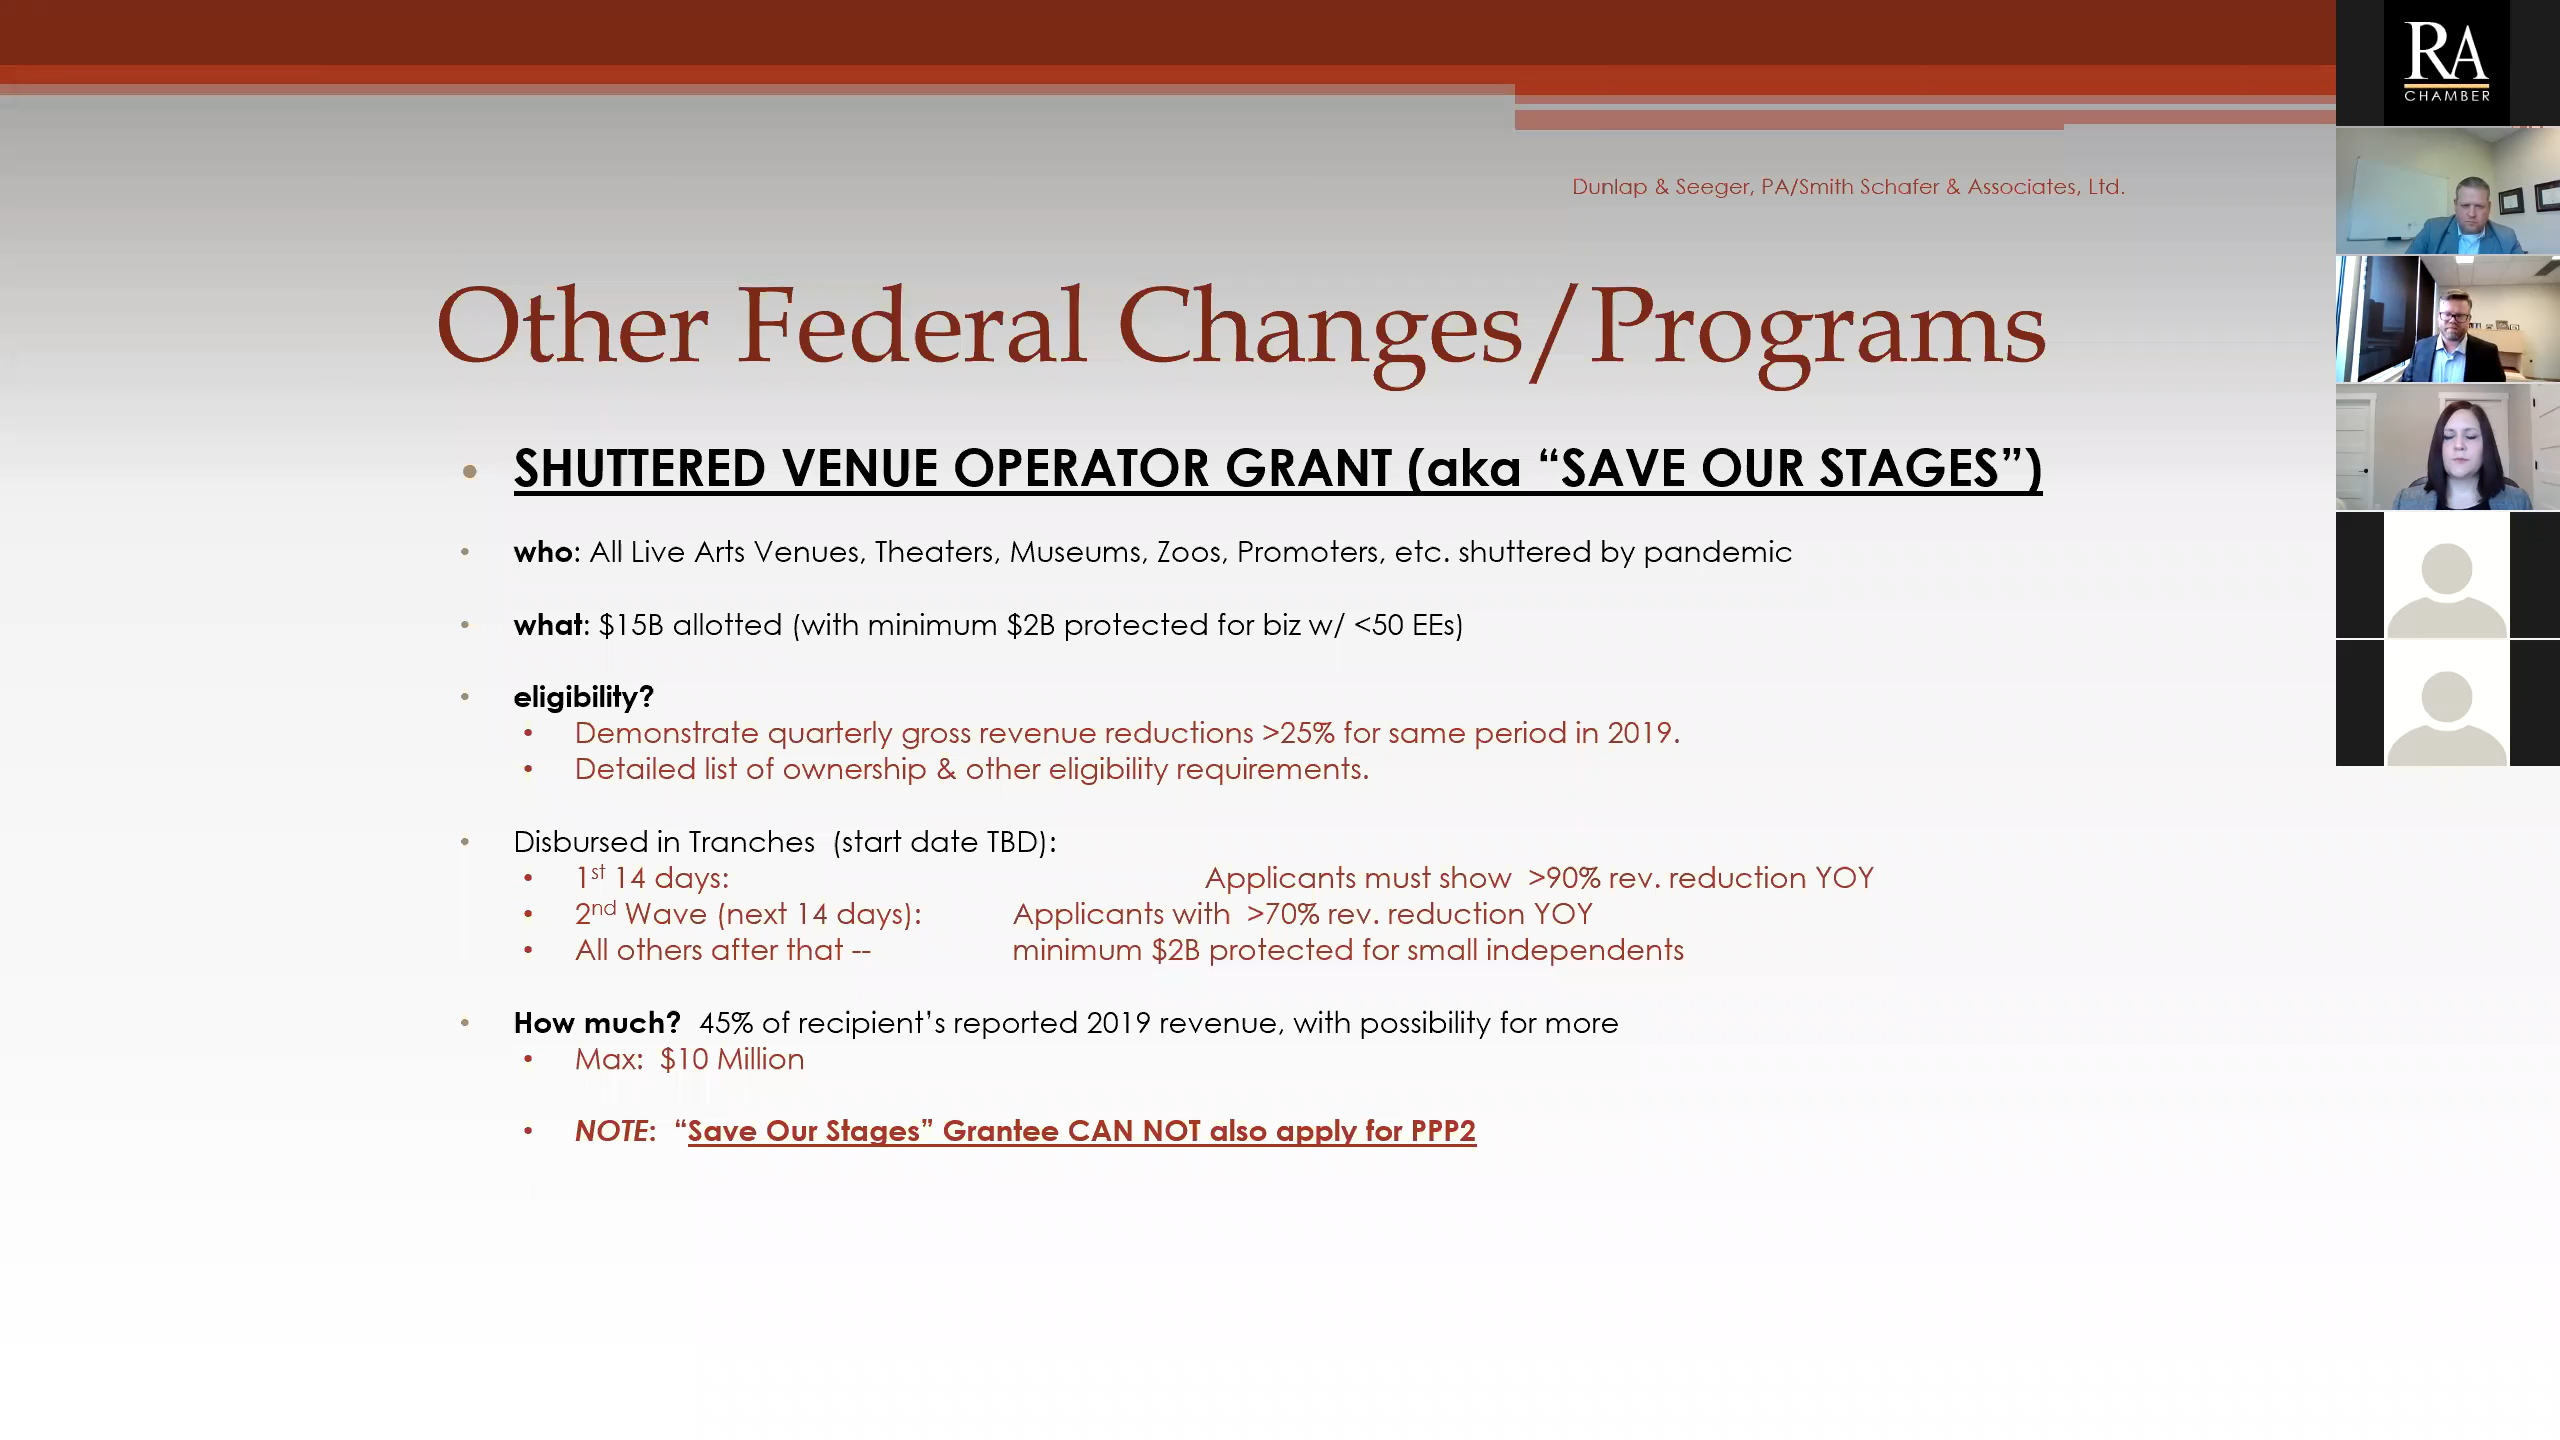 RA
CHAMBER
Dunlap & Seeger, PA/Smith Schafer & Associates, Ltd.
Other Federal Changes/Programs
• SHUTTERED VENUE OPERATOR GRANT (aka “SAVE OUR STAGES”)
• who: All Live Arts Venues, Theaters, Museums, Zoos, Promoters, etc. shuttered by pandemic
• what: $15B allotted (with minimum $2B protected for biz w/ <50 EEs)
• eligibility?
• Demonstrate quarterly gross revenue reductions >25% for same period in 2019.
• Detailed list of ownership & other eligibility requirements.
• Disbursed in Tranches (start date TBD):
• 1st 14 days: Applicants must show >90% rev. reduction YOY
• 2nd Wave (next 14 days): Applicants with >70% rev. reduction YOY
• All others after that -- minimum $2B protected for small independents
• How much? 45% of recipient’s reported 2019 revenue, with possibility for more
• Max: $10 Million
• NOTE: “Save Our Stages” Grantee CAN NOT also apply for PPP2